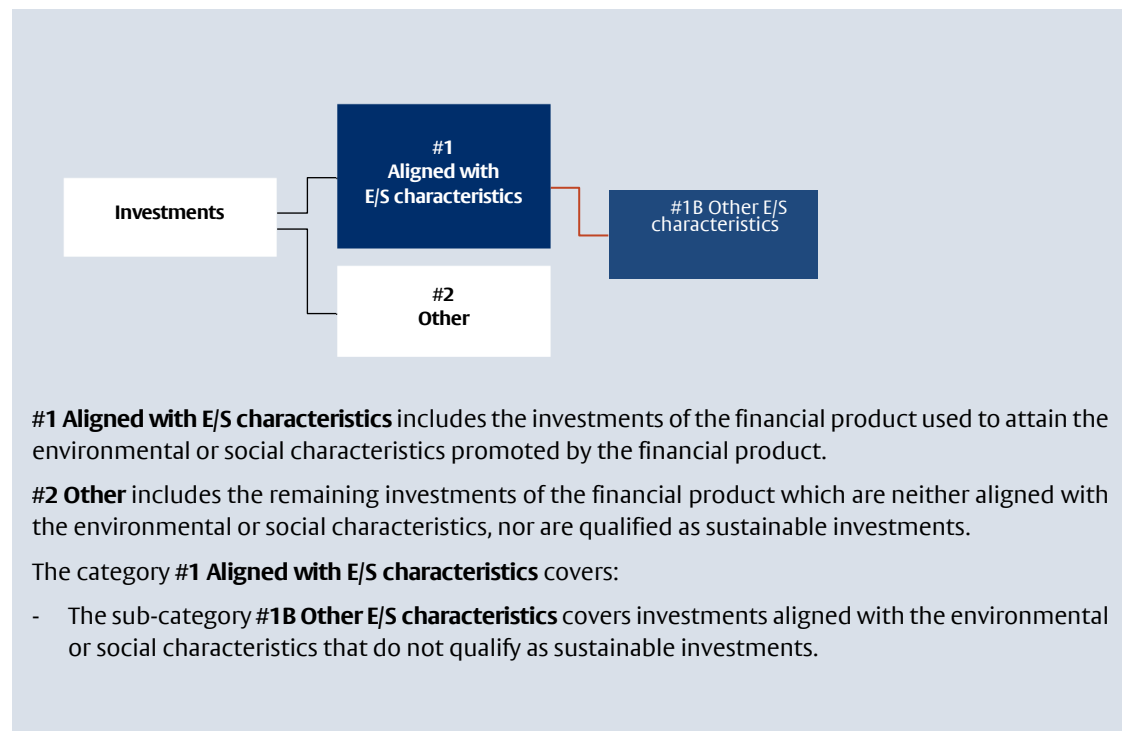 #1
Aligned with
E/S characteristics
Investments
#1B Other E/S
characteristics
#2
Other
#1 Aligned with E/S characteristics includes the investments of the financial product used to attain the
environmental or social characteristics promoted by the financial product.
#2 Other includes the remaining investments of the financial product which are neither aligned with
the environmental or social characteristics, nor are qualified as sustainable investments.
The category #1 Aligned with E/S characteristics covers:
- The sub-category #1B Other E/S characteristics covers investments aligned with the environmental
or social characteristics that do not qualify as sustainable investments.